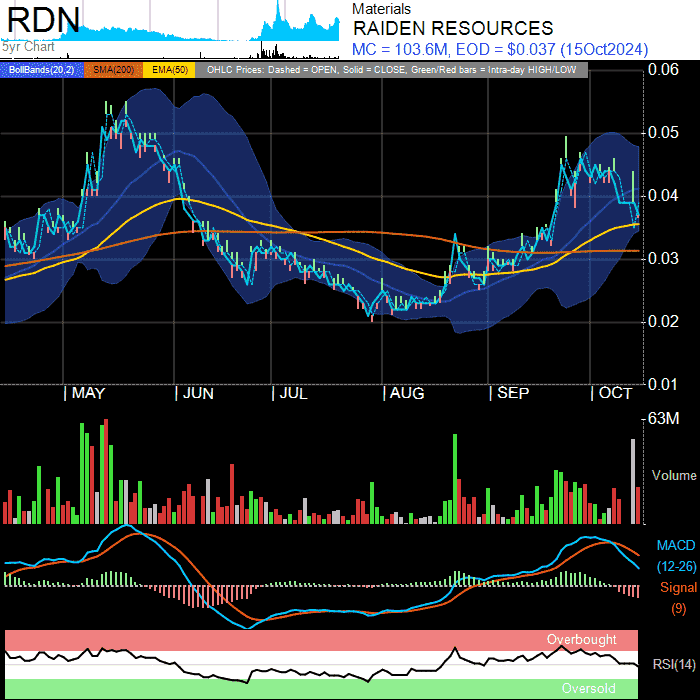 RDN
Materials
RAIDEN RESOURCES
5yr Chart
MC = 103.6M, EOD = $0.037 (15Oct2024)
BollBands(20,2) SMA(200) EMA(50) OHLC Prices: Dashed = OPEN, Solid = CLOSE, Green/Red bars = Intra-day HIGH/LOW
0.06
0.05
0.04
0.03
0.02
0.01
| MAY | JUN | JUL | AUG | SEP | OCT
63M
Volume
MACD
(12-26)
Signal
(9)
Overbought
RSI(14)
Oversold